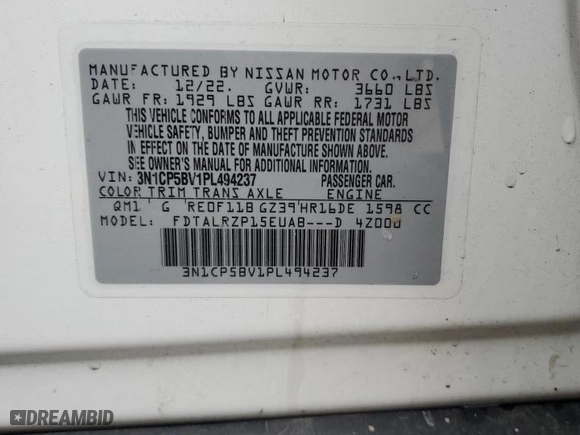 MANUFACTURED BY NISSAN MOTOR CO., LTD.
DATE: 12/22. GVWR: 3660 LBS
GAWR FR: 1929 LBS GAWR RR: 1731 LBS
THIS VEHICLE CONFORMS TO ALL APPLICABLE FEDERAL MOTOR
VEHICLE SAFETY, BUMPER AND THEFT PREVENTION STANDARDS
IN EFFECT ON THE DATE OF MANUFACTURE SHOWN ABOVE.
SEE OWNER'S MANUAL FOR ADDITIONAL INFORMATION.
VIN: 3N1CP5BV1PL494237 PASSENGER CAR.
COLOR TRIM TRANS AXLE ENGINE
QM1 G RE0F11B GZ39 HR16DE 1598 CC
MODEL: FDTALRZP15EUAB---D 4Z000
3N1CP5BV1PL494237
DREAMBID